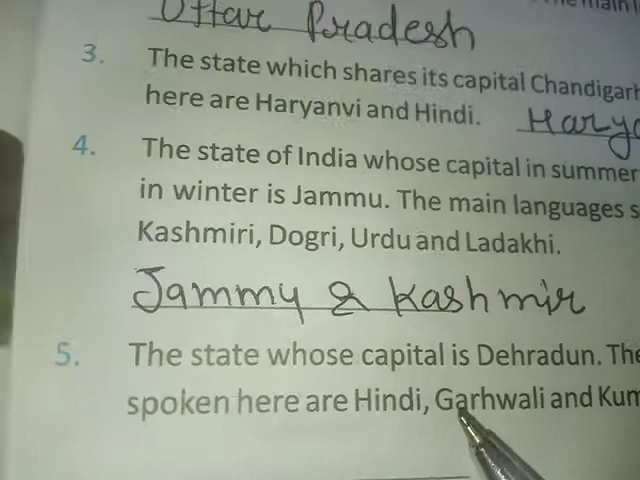 Uttar Pradesh
3. The state which shares its capital Chandigarh
here are Haryanvi and Hindi.
4. The state of India whose capital in summer
in winter is Jammu. The main languages
Kashmiri, Dogri, Urdu and Ladakhi.
Jammy & Kashmir
5. The state whose capital is Dehradun. The
spoken here are Hindi, Garhwali and